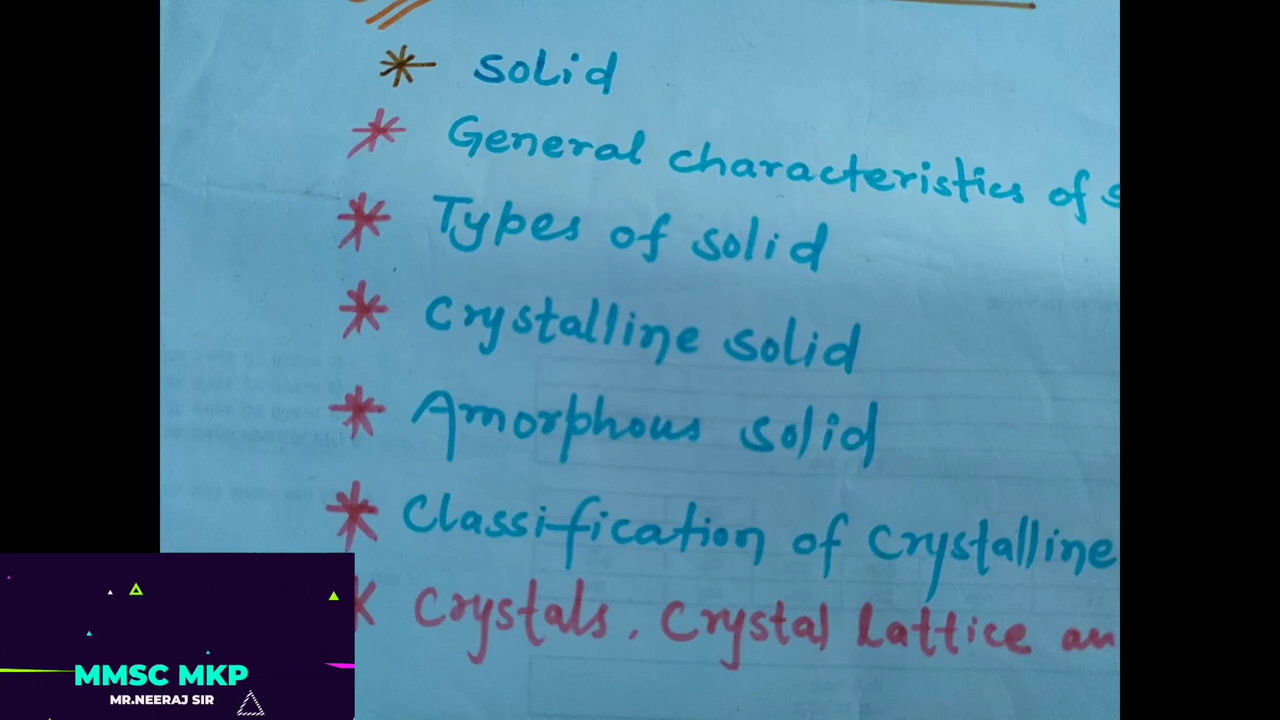 * Solid
* General characteristics of s
* Types of solid
* Crystalline solid
* Amorphous solid
* Classification of Crystalline
* Crystals, Crystal Lattice an
MMSC MKP
MR.NEERAJ SIR